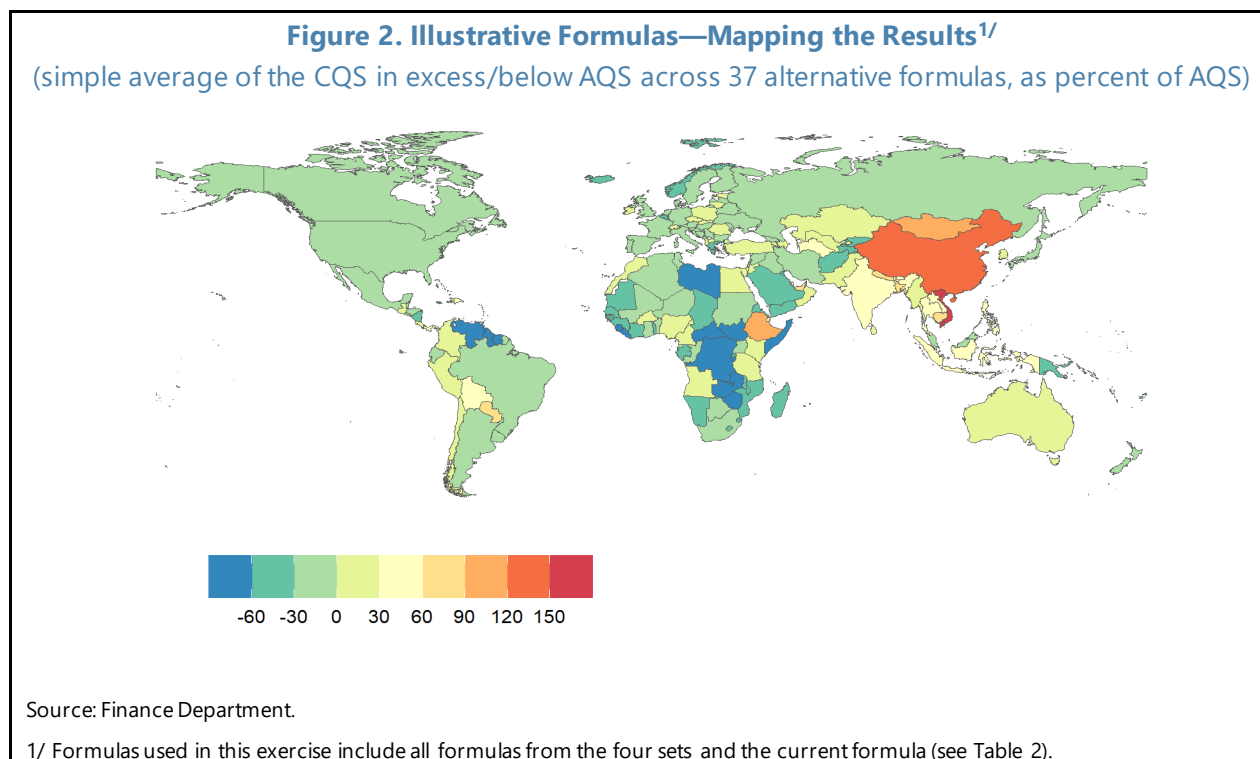 Figure 2. Illustrative Formulas—Mapping the Results1/
(simple average of the CQS in excess/below AQS across 37 alternative formulas, as percent of AQS)
-60 -30 0 30 60 90 120 150
Source: Finance Department.
1/ Formulas used in this exercise include all formulas from the four sets and the current formula (see Table 2).